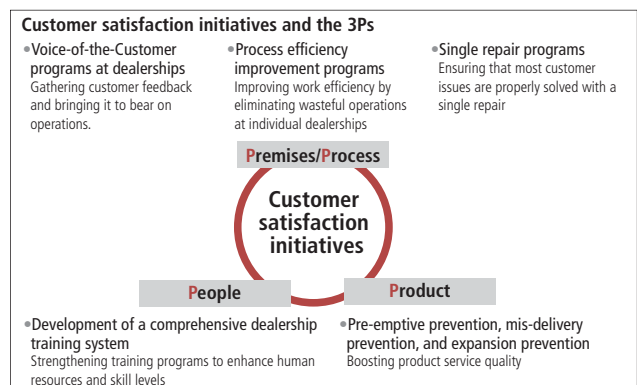 Customer satisfaction initiatives and the 3Ps
•Voice-of-the-Customer
programs at dealerships
Gathering customer feedback
and bringing it to bear on
operations.
•Process efficiency
improvement programs
Improving work efficiency by
eliminating wasteful operations
at individual dealerships
•Single repair programs
Ensuring that most customer
issues are properly solved with a
single repair
Premises/Process
Customer
satisfaction
initiatives
People
Product
•Development of a comprehensive dealership
training system
Strengthening training programs to enhance human
resources and skill levels
•Pre-emptive prevention, mis-delivery
prevention, and expansion prevention
Boosting product service quality